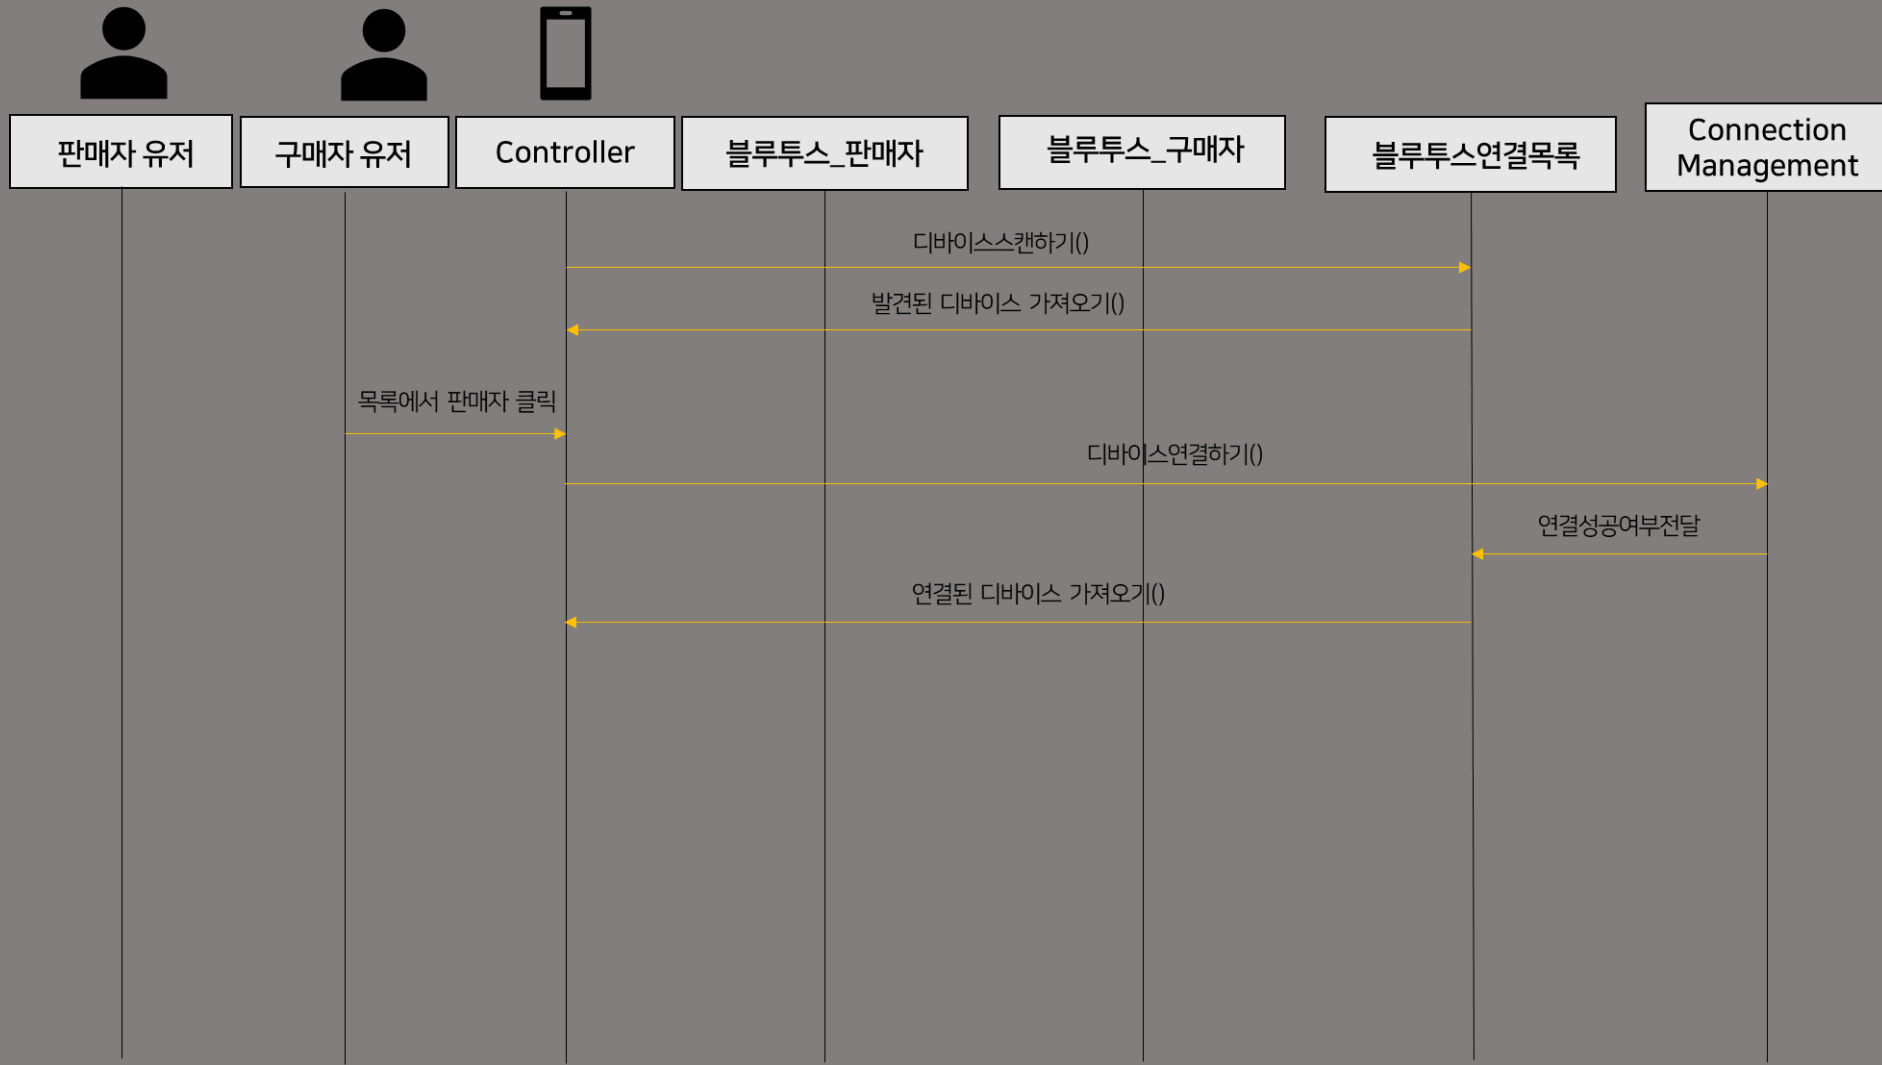 판매자 유저
구매자 유저
Controller
블루투스_판매자
블루투스_구매자
블루투스연결목록
Connection
Management
디바이스스캔하기()
발견된 디바이스 가져오기()
목록에서 판매자 클릭
디바이스연결하기()
연결성공여부전달
연결된 디바이스 가져오기()